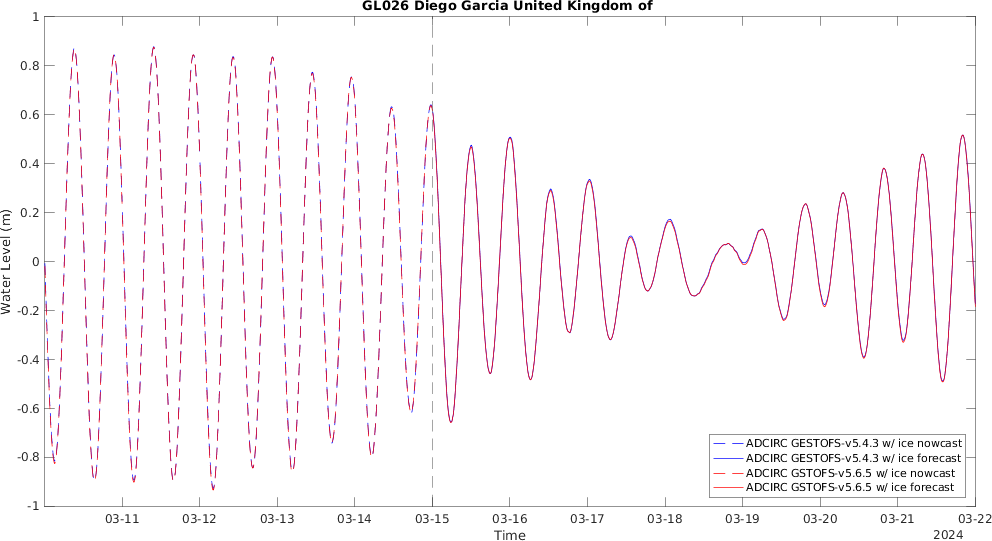 GL026 Diego Garcia United Kingdom of
1
0.8
0.6
0.4
0.2
0
-0.2
-0.4
-0.6
-0.8
-1
Water Level (m)
ADCIRC GESTOFS-v5.4.3 w/ ice nowcast
ADCIRC GESTOFS-v5.4.3 w/ ice forecast
ADCIRC GSTOFS-v5.6.5 w/ ice nowcast
ADCIRC GSTOFS-v5.6.5 w/ ice forecast
03-11 03-12 03-13 03-14 03-15 03-16 03-17 03-18 03-19 03-20 03-21 03-22
Time
2024